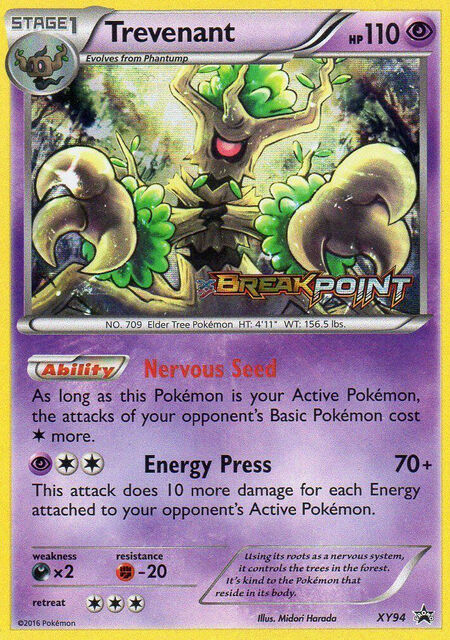 STAGE1
Trevenant
HP110
Evolves from Phantump
BREAKPOINT
NO. 709 Elder Tree Pokémon HT: 4'11" WT: 156.5 lbs.
Ability Nervous Seed
As long as this Pokémon is your Active Pokémon,
the attacks of your opponent's Basic Pokémon cost
more.
Energy Press 70+
This attack does 10 more damage for each Energy
attached to your opponent's Active Pokémon.
weakness resistance
×2 -20
retreat
Using its roots as a nervous system,
it controls the trees in the forest.
It's kind to the Pokémon that
reside in its body.
©2016 Pokémon
Illus. Midori Harada
XY94
PROMO